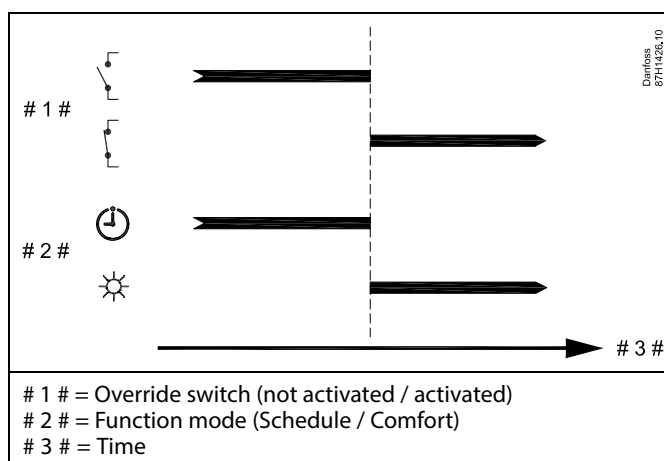 Danfoss
87H1426.10
# 1 #
# 2 #
# 3 #
# 1 # = Override switch (not activated / activated)
# 2 # = Function mode (Schedule / Comfort)
# 3 # = Time